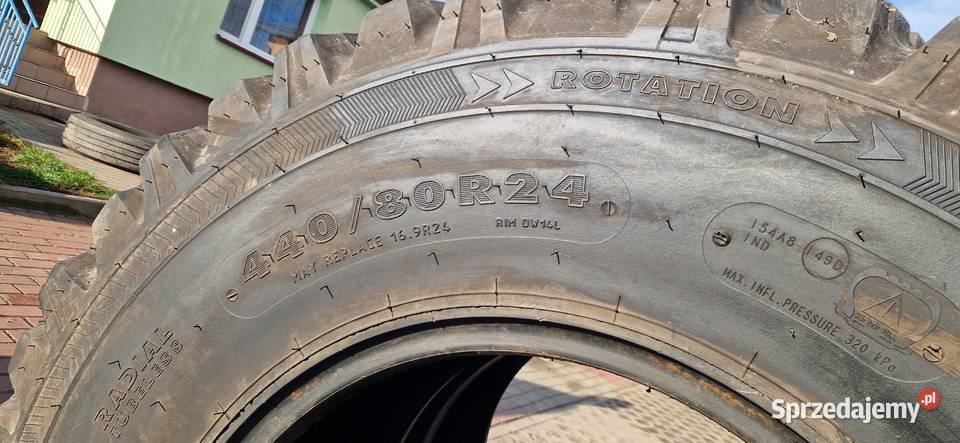 ROTATION
440/80R24
MAY REPLACE 16.9R24
RIM DW14L
154A8
IND
149D
MAX. INFL. PRESSURE 320 kPa
RADIAL
TUBELESS
Sprzedajemy.pl